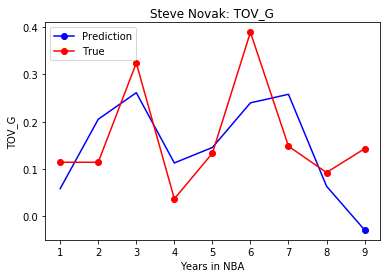 Steve Novak: TOV_G
Prediction
True
TOV_G
0.4
0.3
0.2
0.1
0.0
1 2 3 4 5 6 7 8 9
Years in NBA